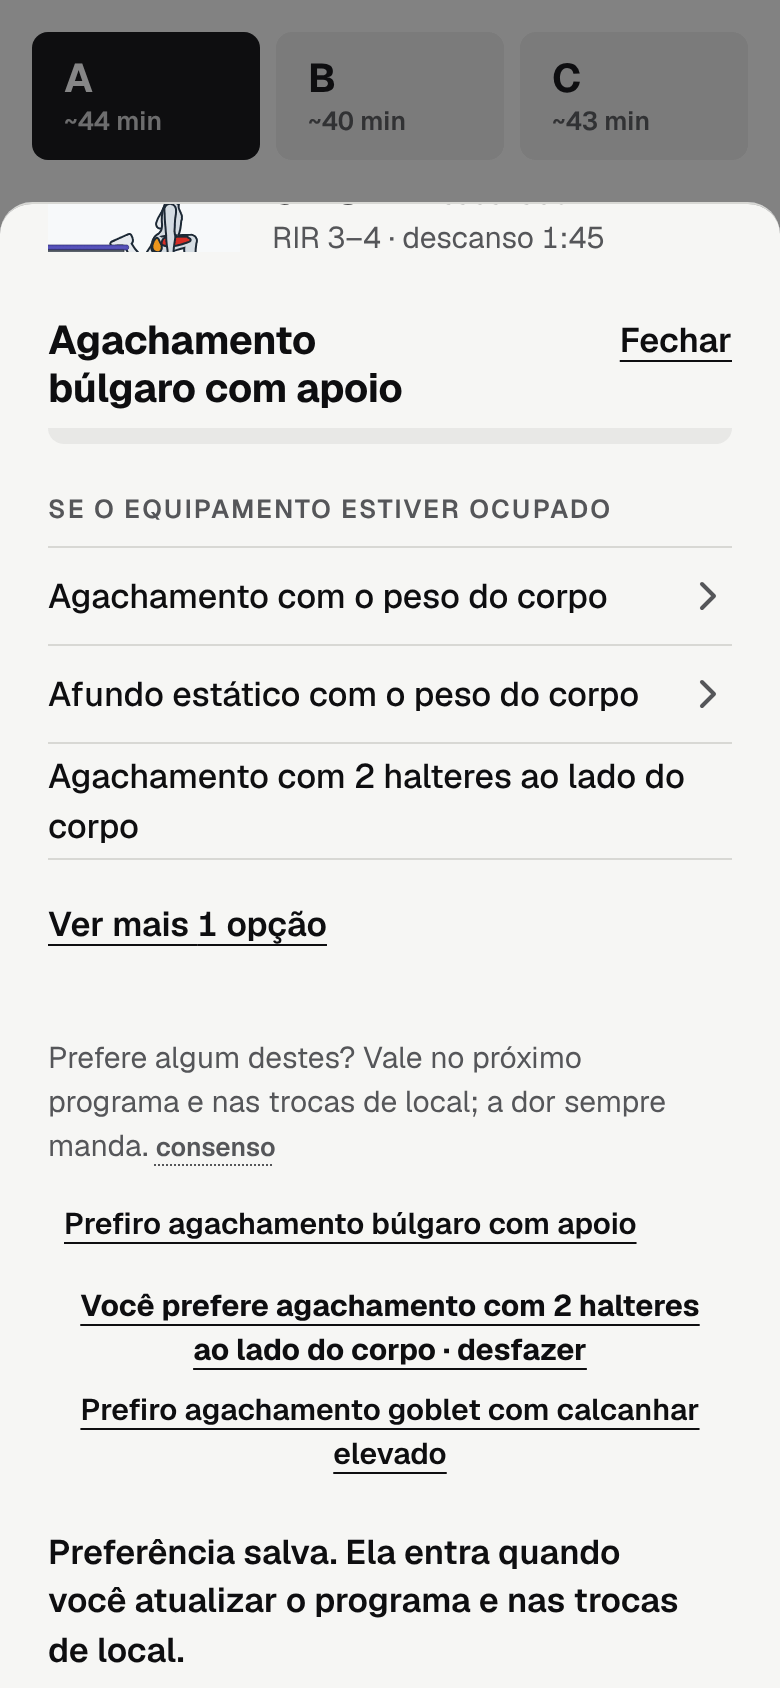 A
~44 min
B
~40 min
C
~43 min
RIR 3–4 · descanso 1:45
Agachamento
búlgaro com apoio
Fechar
SE O EQUIPAMENTO ESTIVER OCUPADO
Agachamento com o peso do corpo
Afundo estático com o peso do corpo
Agachamento com 2 halteres ao lado do
corpo
Ver mais 1 opção
Prefere algum destes? Vale no próximo
programa e nas trocas de local; a dor sempre
manda. consenso
Prefiro agachamento búlgaro com apoio
Você prefere agachamento com 2 halteres
ao lado do corpo · desfazer
Prefiro agachamento goblet com calcanhar
elevado
Preferência salva. Ela entra quando
você atualizar o programa e nas trocas
de local.